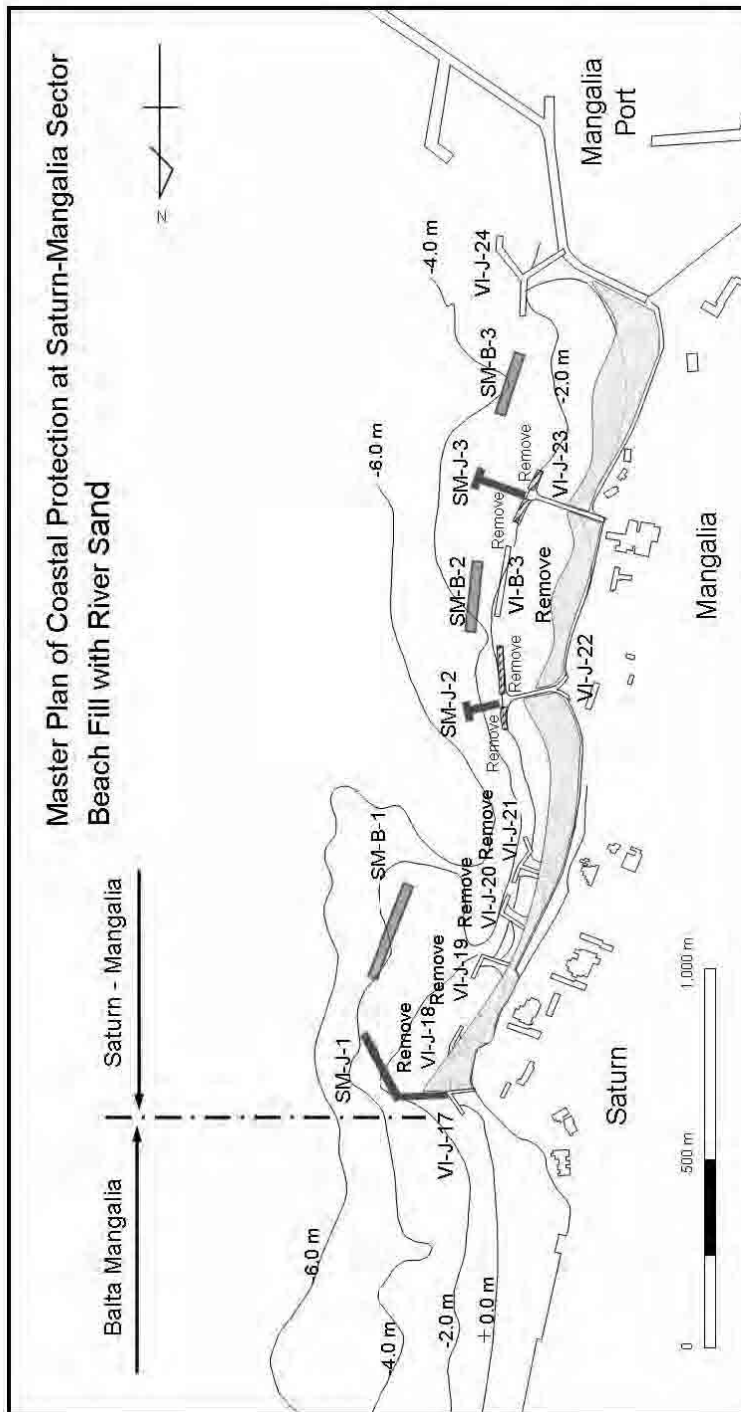 Master Plan of Coastal Protection at Saturn-Mangalia Sector
Beach Fill with River Sand
N
Balta Mangalia
Saturn - Mangalia
-6.0 m
-4.0 m
-2.0 m
+0.0 m
SM-J-1
Remove
VI-J-18
VI-J-17
SM-B-1
Remove
VI-J-19
Remove
VI-J-20
Remove
VI-J-21
-6.0 m
SM-J-2
Remove
Remove
VI-J-22
SM-B-2
VI-B-3
Remove
SM-J-3
Remove
Remove
VI-J-23
SM-B-3
-4.0 m
-2.0 m
VI-J-24
Mangalia
Port
Saturn
Mangalia
0
500 m
1,000 m